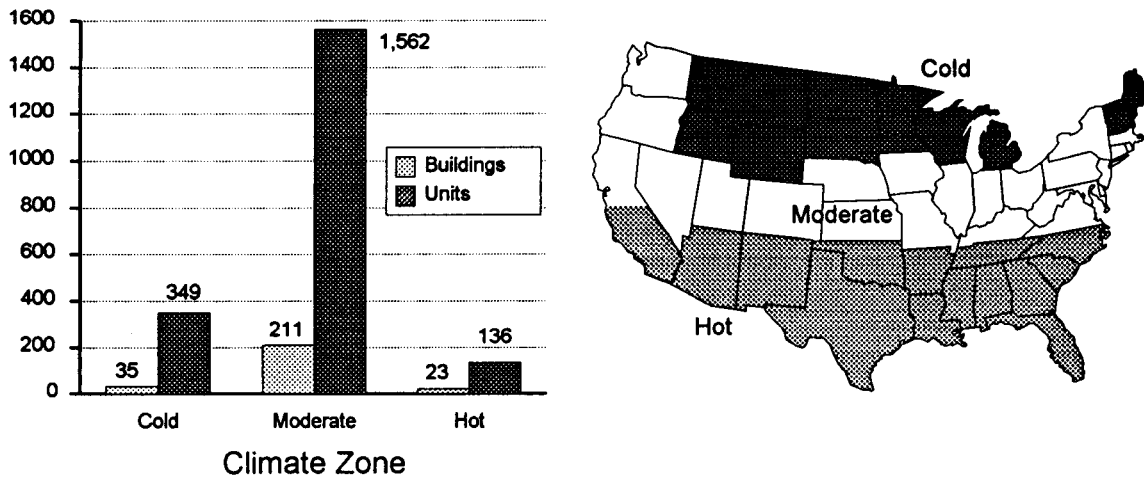 1600
1400
1200
1000
800
600
400
200
0
1,562
349
211
136
35
23
Buildings
Units
Cold
Moderate
Hot
Climate Zone
Cold
Moderate
Hot